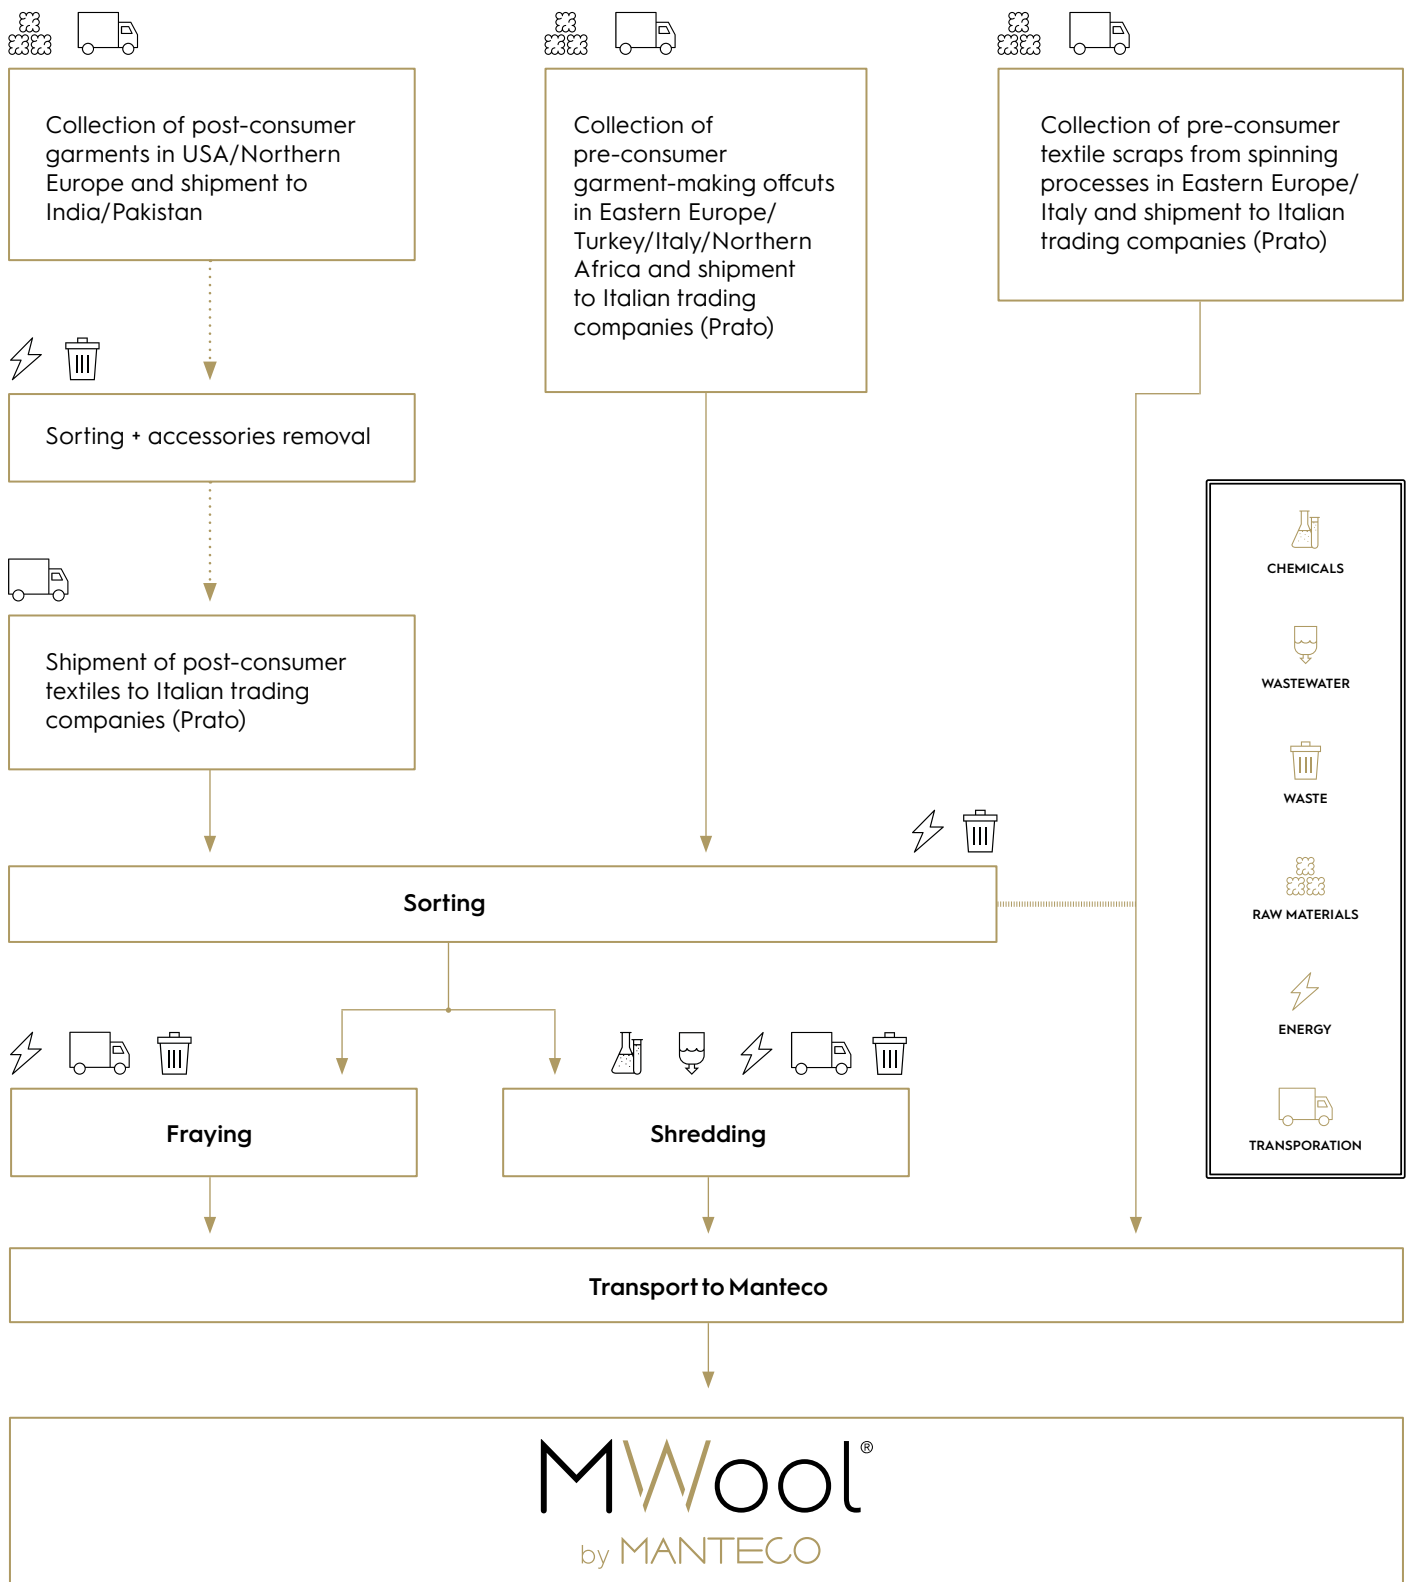 Collection of post-consumer
garments in USA/Northern
Europe and shipment to
India/Pakistan
Collection of
pre-consumer
garment-making offcuts
in Eastern Europe/
Turkey/Italy/Northern
Africa and shipment
to Italian trading
companies (Prato)
Collection of pre-consumer
textile scraps from spinning
processes in Eastern Europe/
Italy and shipment to Italian
trading companies (Prato)
Sorting + accessories removal
Shipment of post-consumer
textiles to Italian trading
companies (Prato)
CHEMICALS
WASTEWATER
WASTE
RAW MATERIALS
ENERGY
TRANSPORATION
Sorting
Fraying
Shredding
Transport to Manteco
MWool®
by MANTECO